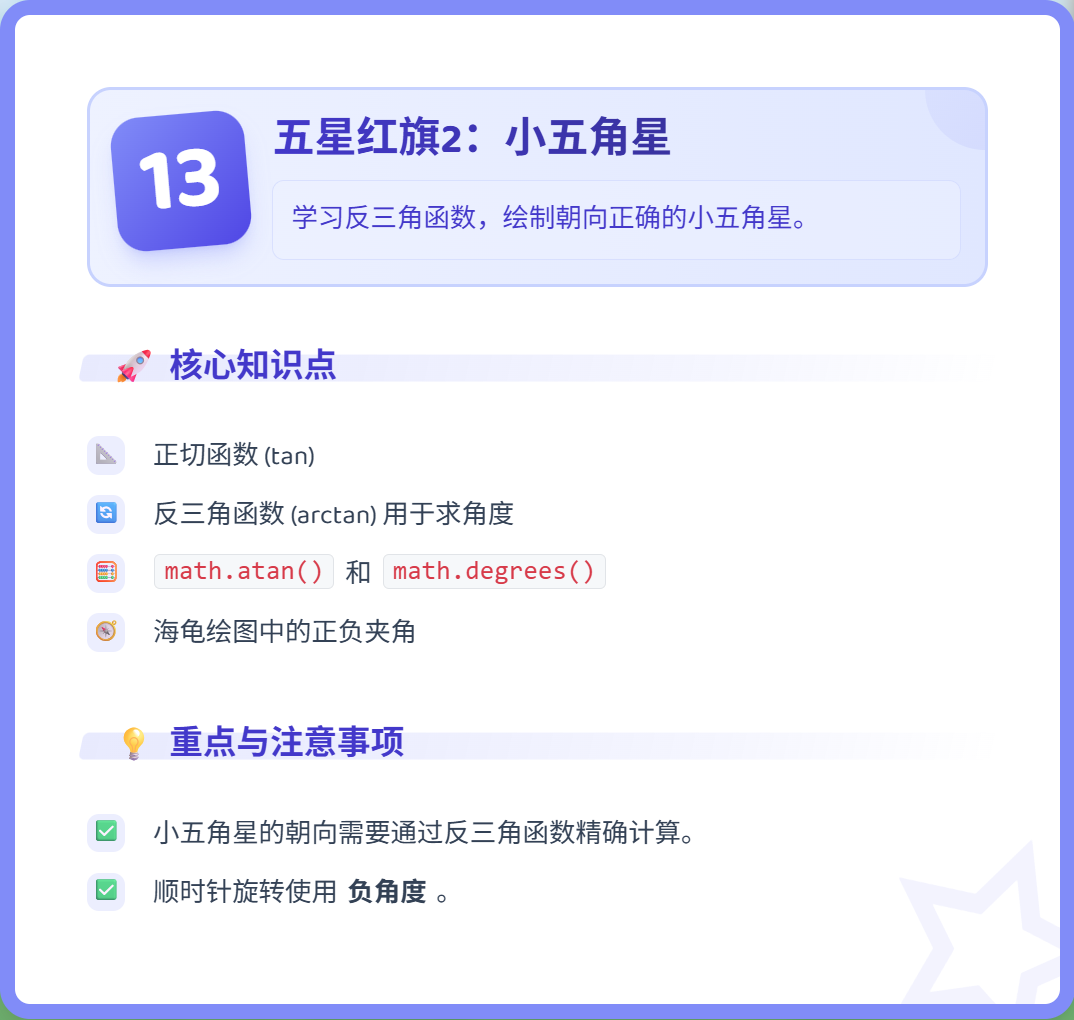 13
五星红旗2：小五角星
学习反三角函数，绘制朝向正确的小五角星。
核心知识点
正切函数 (tan)
反三角函数 (arctan) 用于求角度
math.atan() 和 math.degrees()
海龟绘图中的正负夹角
重点与注意事项
小五角星的朝向需要通过反三角函数精确计算。
顺时针旋转使用 负角度 。